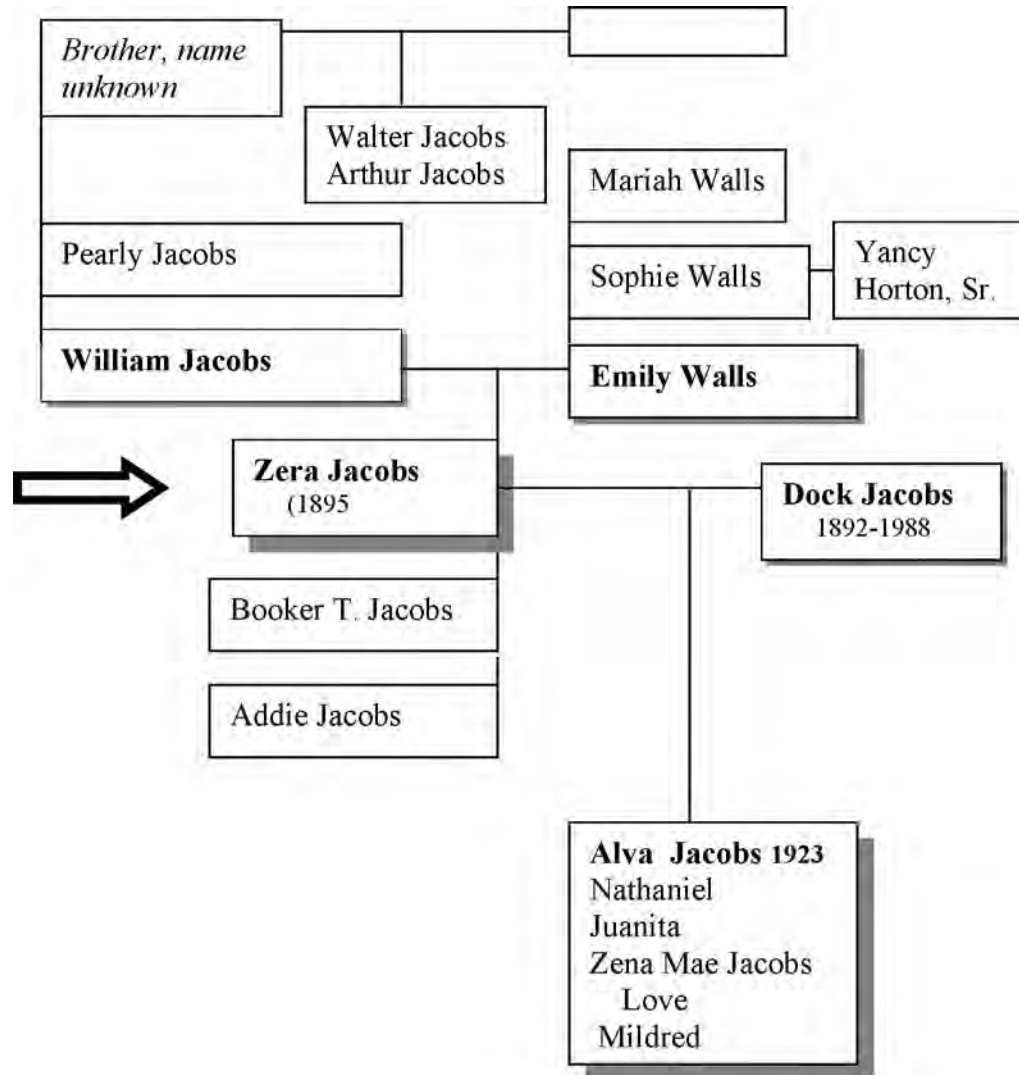 Brother, name
unknown
Walter Jacobs
Arthur Jacobs
Mariah Walls
Pearly Jacobs
Sophie Walls
Yancy
Horton, Sr.
William Jacobs
Emily Walls
Zera Jacobs
(1895
Dock Jacobs
1892-1988
Booker T. Jacobs
Addie Jacobs
Alva Jacobs 1923
Nathaniel
Juanita
Zena Mae Jacobs
Love
Mildred